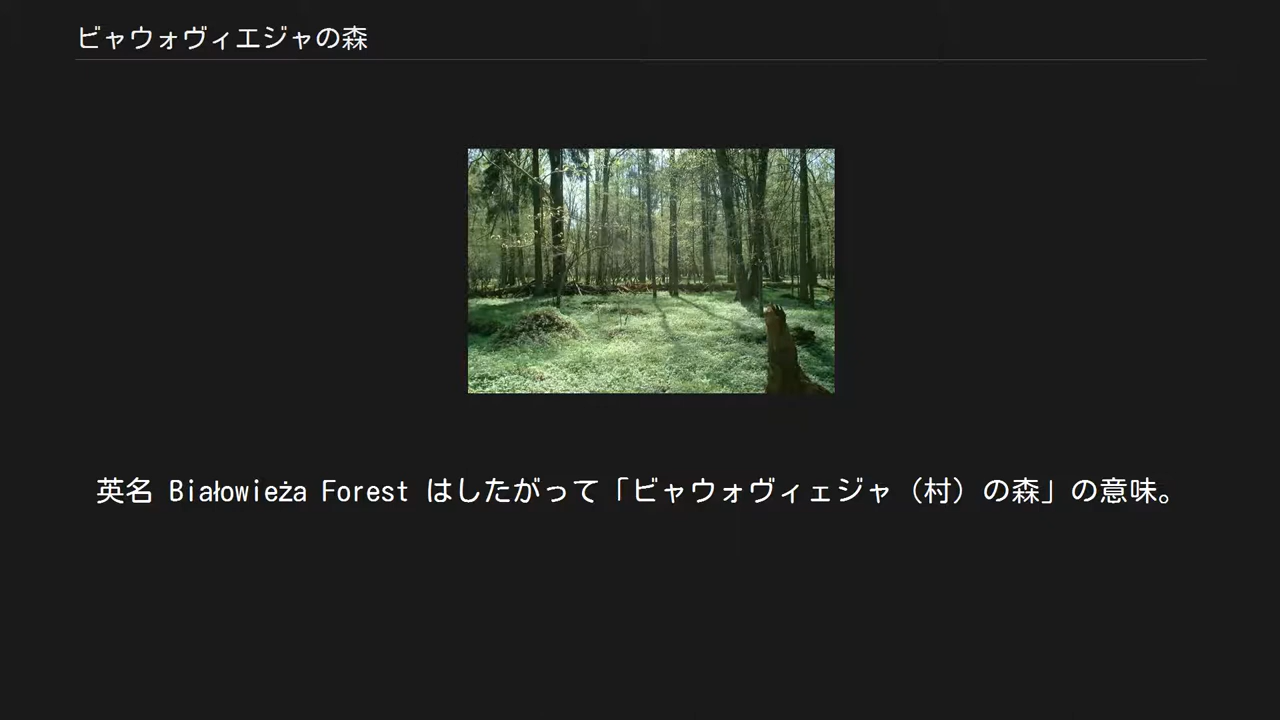 ビャウォヴィエジャの森
英名 Białowieża Forest はしたがって「ビャウォヴィェジャ（村）の森」の意味。